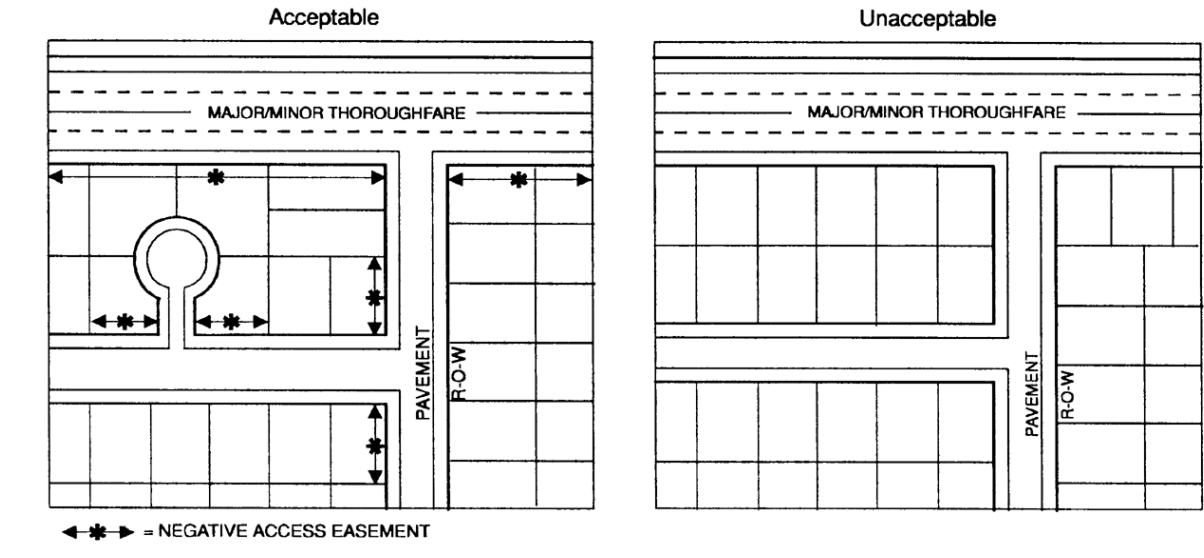 Acceptable
Unacceptable
MAJOR/MINOR THOROUGHFARE
MAJOR/MINOR THOROUGHFARE
PAVEMENT
R-O-W
PAVEMENT
R-O-W
= NEGATIVE ACCESS EASEMENT